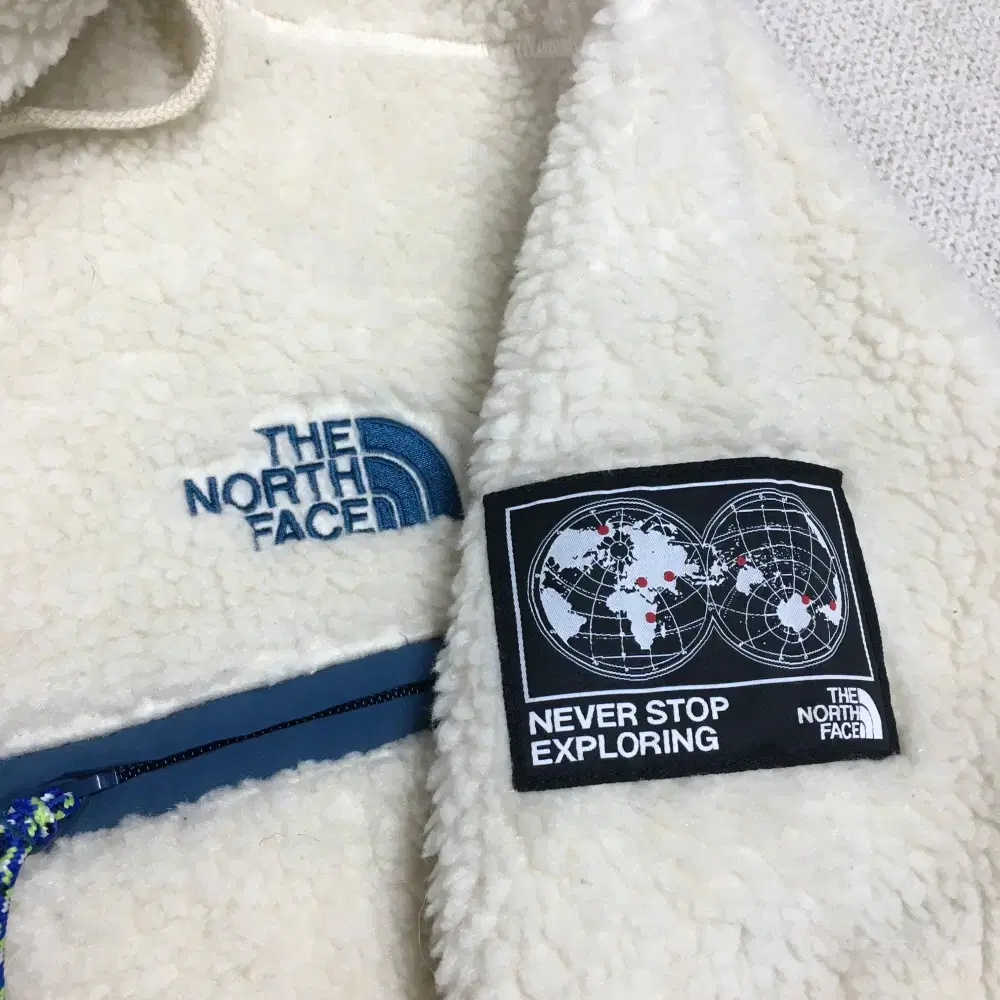 THE
NORTH
FACE
NEVER STOP
EXPLORING
THE
NORTH
FACE